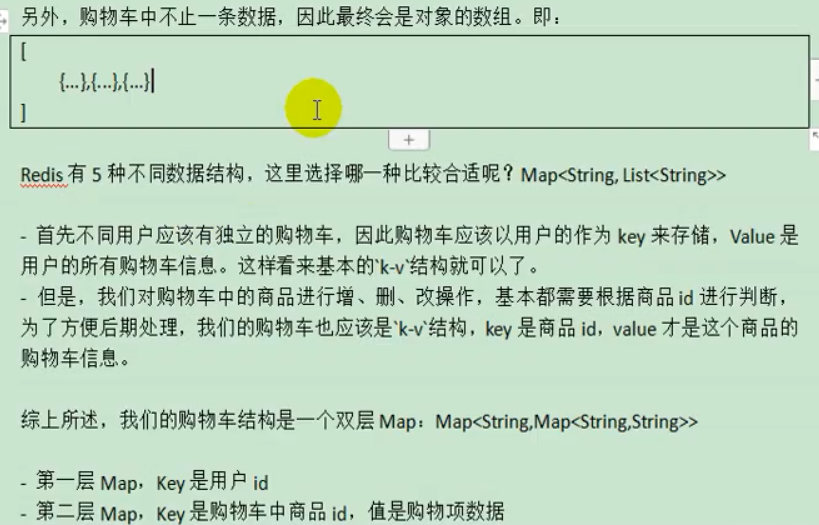 另外，购物车中不止一条数据，因此最终会是对象的数组。即：
[
{...},{...},{...}
]
Redis 有 5 种不同数据结构，这里选择哪一种比较合适呢？Map<String, List<String>>
- 首先不同用户应该有独立的购物车，因此购物车应该以用户的作为 key 来存储，Value 是
用户的所有购物车信息。这样看来基本的`k-v`结构就可以了。
- 但是，我们对购物车中的商品进行增、删、改操作，基本都需要根据商品 id 进行判断，
为了方便后期处理，我们的购物车也应该是`k-v`结构，key 是商品 id，value 才是这个商品的
购物车信息。
综上所述，我们的购物车结构是一个双层 Map：Map<String,Map<String,String>>
- 第一层 Map，Key 是用户 id
- 第二层 Map，Key 是购物车中商品 id，值是购物项数据